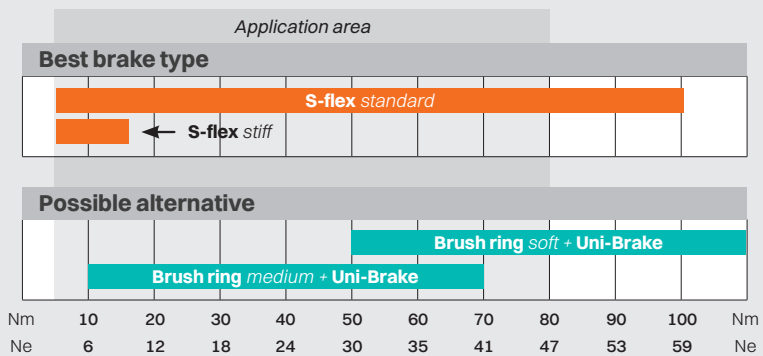 Application area
Best brake type
S-flex standard
S-flex stiff
Possible alternative
Brush ring soft + Uni-Brake
Brush ring medium + Uni-Brake
Nm 10 20 30 40 50 60 70 80 90 100 Nm
Ne 6 12 18 24 30 35 41 47 53 59 Ne